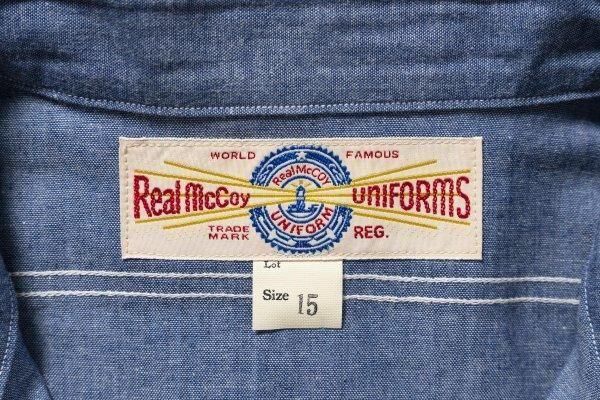 WORLD FAMOUS
Real McCoy
UNIFORM
Real McCoy UNIFORMS
TRADE MARK REG.
Lot
Size 15